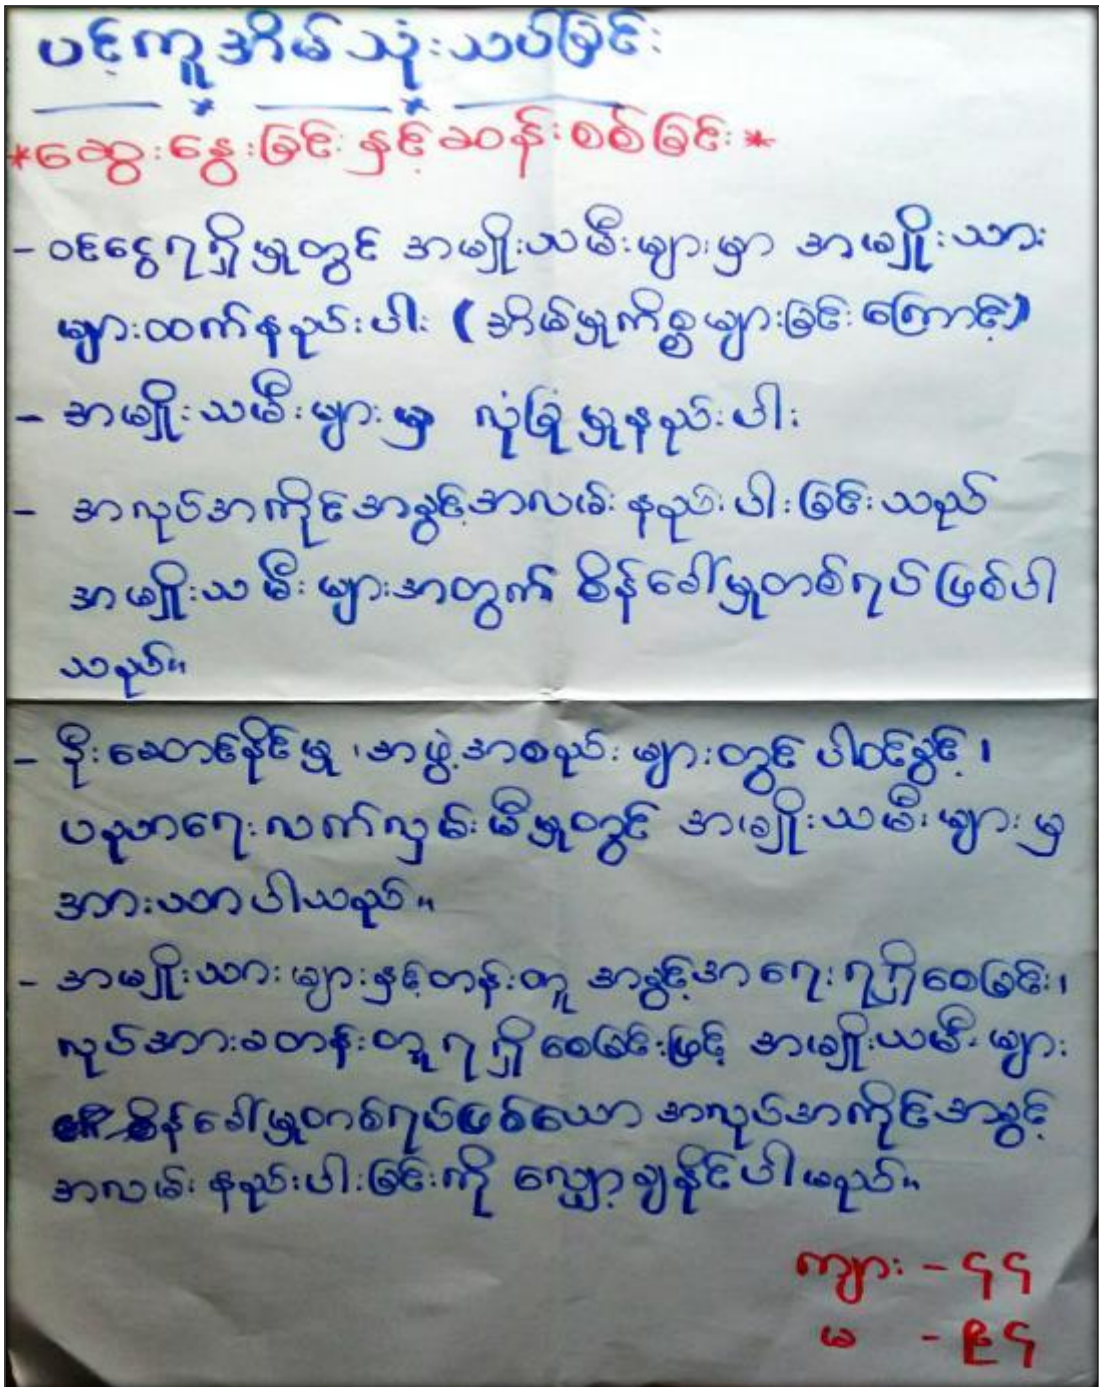 ပင့်ကူအိမ်သုံးသပ်ခြင်း
*ဆွေးနွေးခြင်းနှင့်ဆန်းစစ်ခြင်း*
- ဝင်ငွေရရှိမှုတွင် အမျိုးသမီးများမှာ အမျိုးသား
များထက်နည်းပါး (အိမ်မှုကိစ္စများခြင်းကြောင့်)
- အမျိုးသမီးများမှာ လုံခြုံမှုနည်းပါး
- အလုပ်အကိုင်အခွင့်အလမ်းနည်းပါးခြင်းသည်
အမျိုးသမီးများအတွက် စိန်ခေါ်မှုတစ်ရပ်ဖြစ်ပါ
သည်။
- ဦးဆောင်နိုင်မှု၊အဖွဲ့အစည်းများတွင် ပါဝင်ခွင့်၊
ပညာရေးလက်လှမ်းမီမှုတွင် အမျိုးသမီးများမှ
အားသာပါသည်။
- အမျိုးသားများနှင့်တန်းတူ အခွင့်အရေးရရှိစေခြင်း၊
လုပ်အားခတန်းတူရရှိစေခြင်းဖြင့် အမျိုးသမီးများ
စိန်ခေါ်မှုတစ်ရပ်ဖြစ်သော အလုပ်အကိုင်အခွင့်
အလမ်းနည်းပါးခြင်းကို လျှော့ချနိုင်ပါမည်။
ကျား - ၄၄
မ - ၉၄